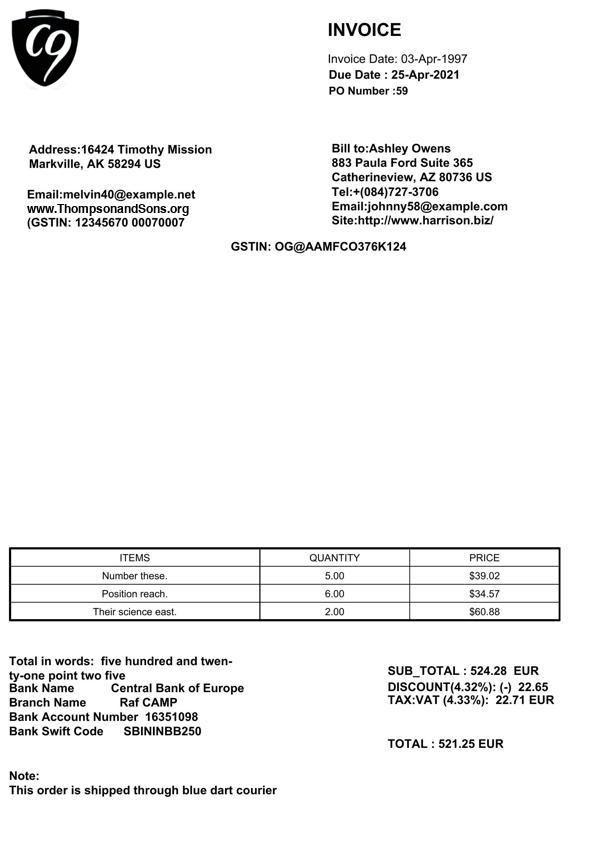 C9
INVOICE
Invoice Date: 03-Apr-1997
Due Date : 25-Apr-2021
PO Number :59
Address:16424 Timothy Mission
Markville, AK 58294 US
Email:melvin40@example.net
www.ThompsonandSons.org
(GSTIN: 12345670 00070007
Bill to:Ashley Owens
883 Paula Ford Suite 365
Catherineview, AZ 80736 US
Tel:+(084)727-3706
Email:johnny58@example.com
Site:http://www.harrison.biz/
GSTIN: OG@AAMFCO376K124
ITEMS QUANTITY PRICE
Number these. 5.00 $39.02
Position reach. 6.00 $34.57
Their science east. 2.00 $60.88
Total in words: five hundred and twen-
ty-one point two five
Bank Name Central Bank of Europe
Branch Name Raf CAMP
Bank Account Number 16351098
Bank Swift Code SBININBB250
SUB_TOTAL : 524.28 EUR
DISCOUNT(4.32%): (-) 22.65
TAX:VAT (4.33%): 22.71 EUR
TOTAL : 521.25 EUR
Note:
This order is shipped through blue dart courier